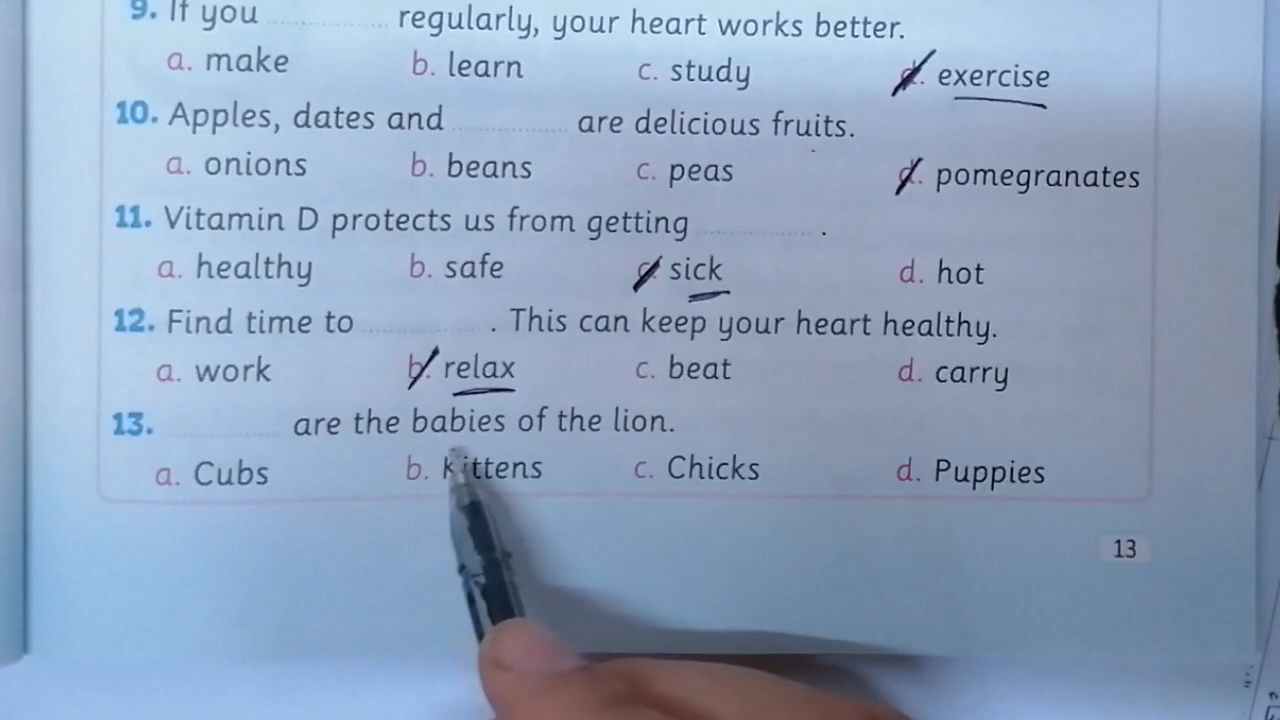 9. If you ............... regularly, your heart works better.
a. make b. learn c. study d. exercise
10. Apples, dates and ............... are delicious fruits.
a. onions b. beans c. peas d. pomegranates
11. Vitamin D protects us from getting ............... .
a. healthy b. safe c. sick d. hot
12. Find time to ............... . This can keep your heart healthy.
a. work b. relax c. beat d. carry
13. ............... are the babies of the lion.
a. Cubs b. kittens c. Chicks d. Puppies
13